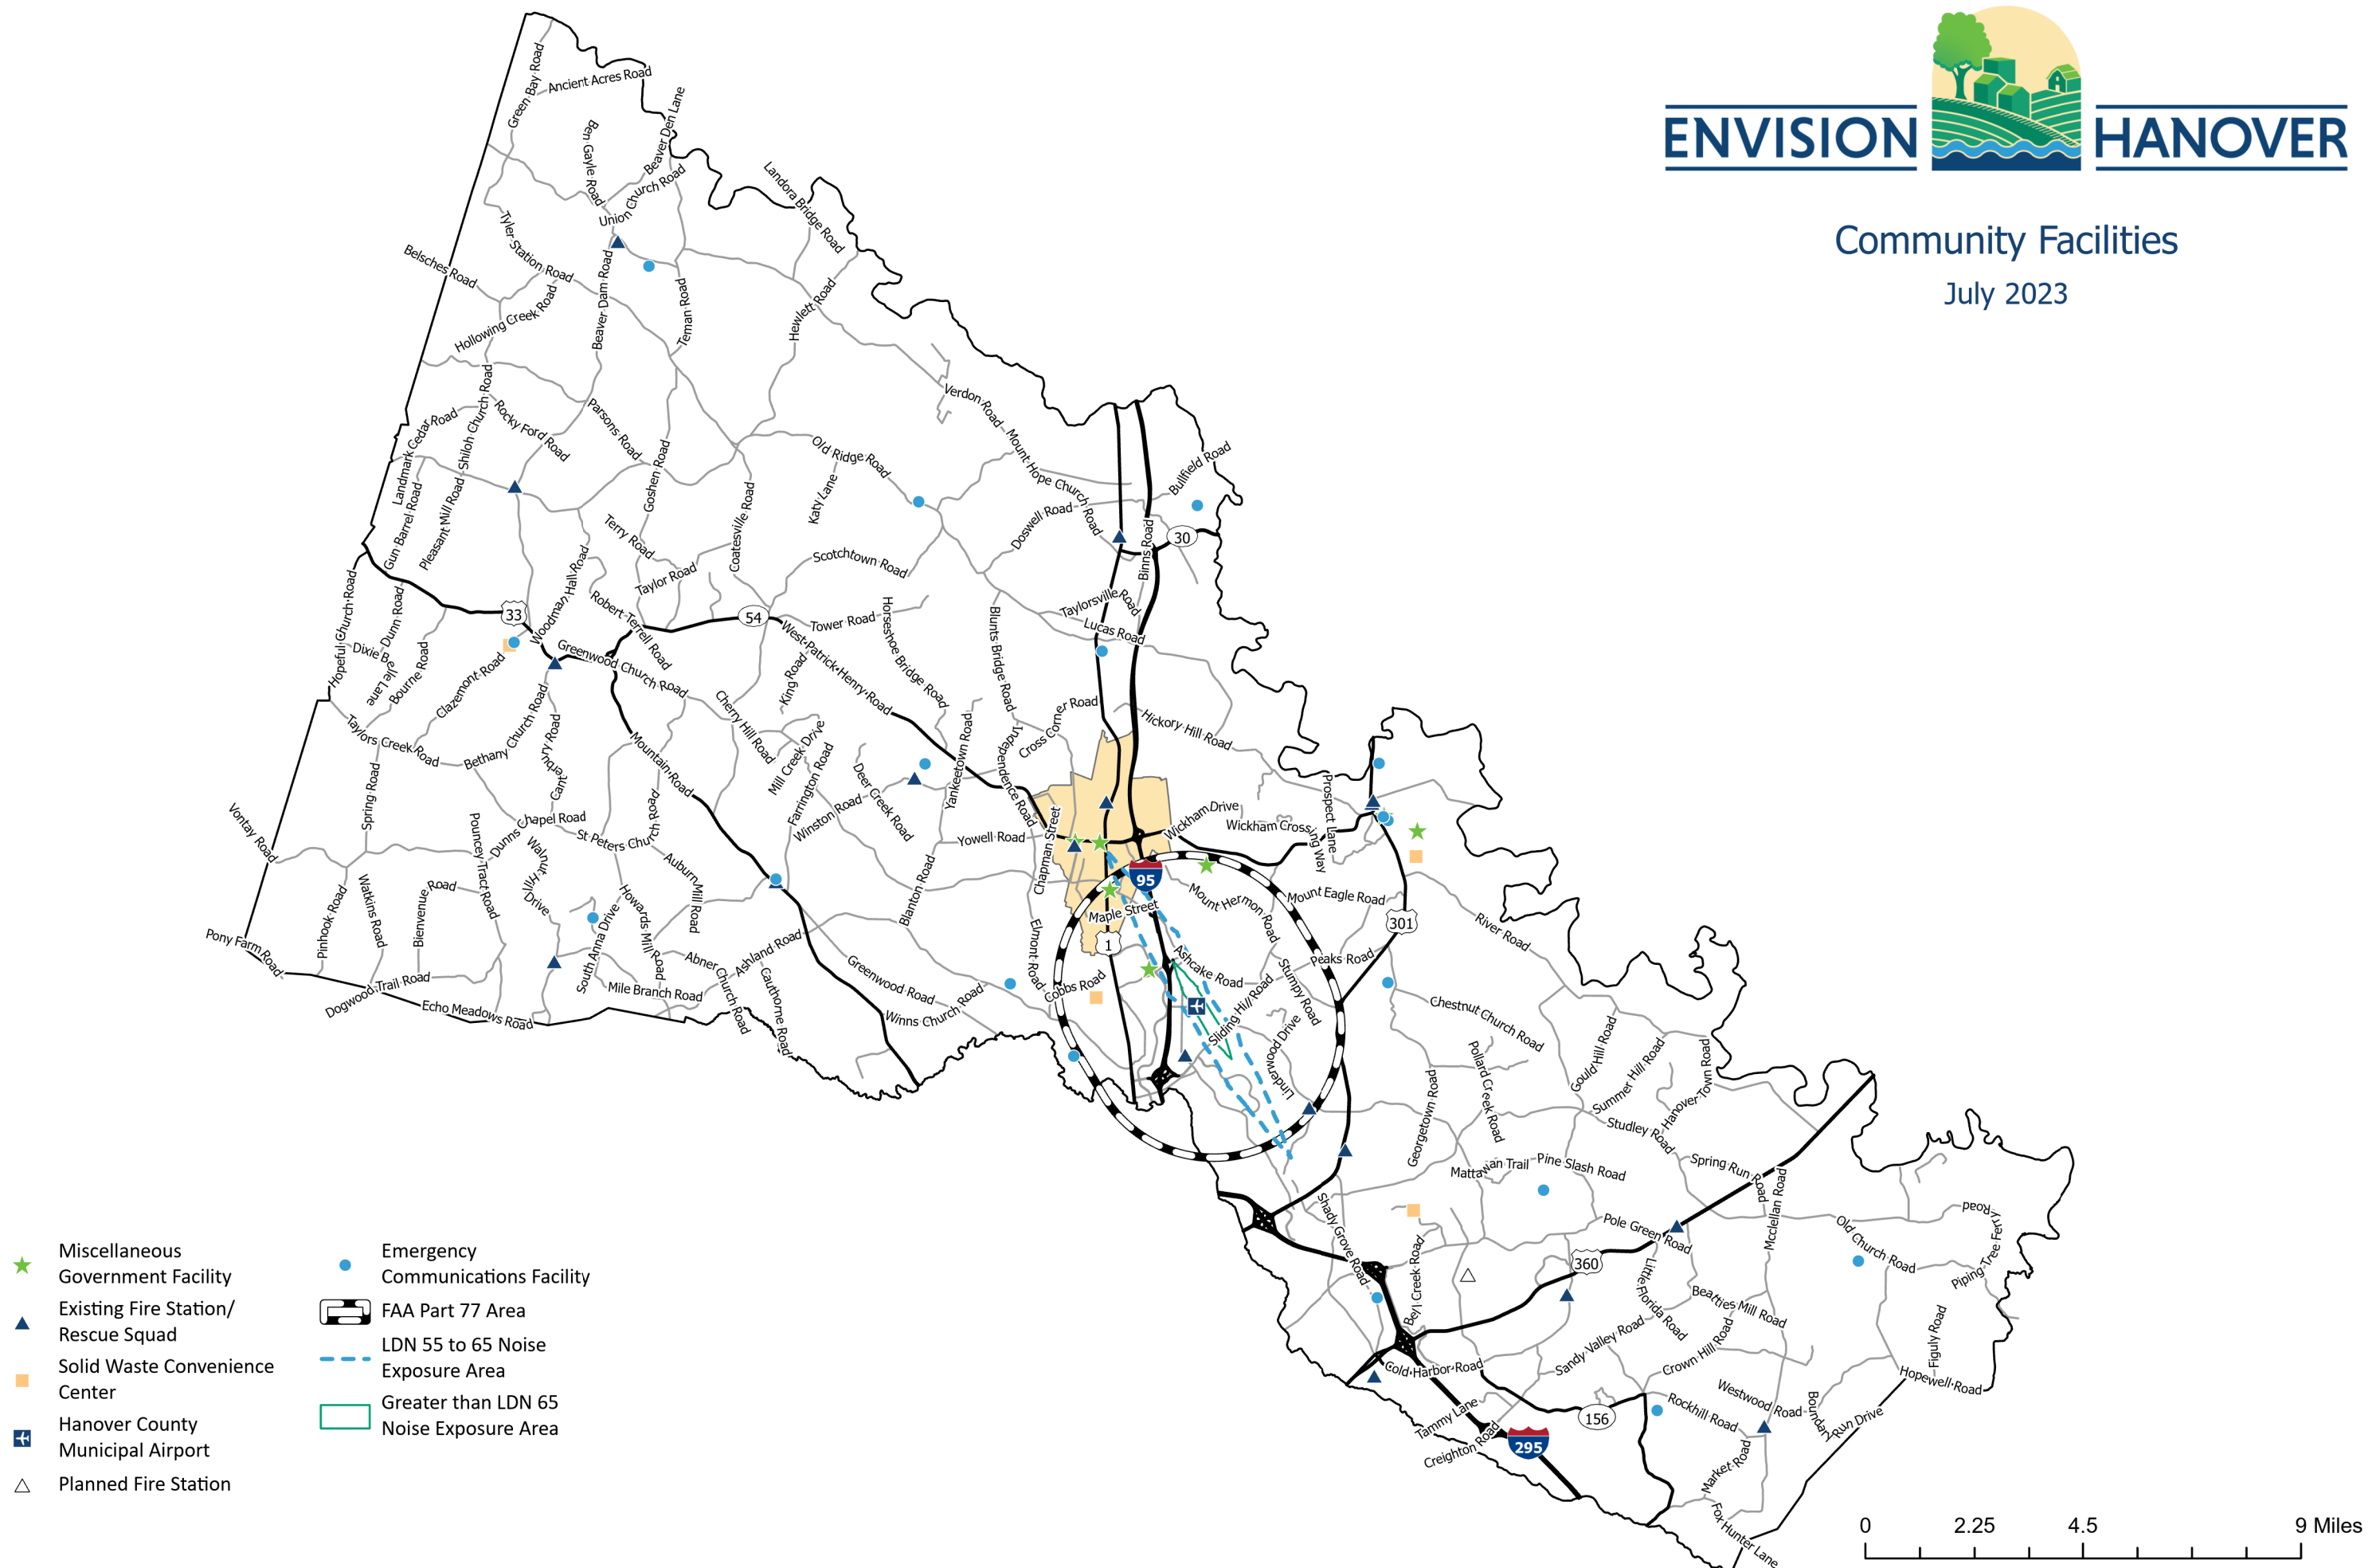 ENVISION HANOVER
Community Facilities
July 2023
Green Bay Road
Ancient Acres Road
Ben Gayle Road
Beaver Den Lane
Union Church Road
Landora Bridge Road
Tyler Station Road
Belsches Road
Beaver Dam Road
Teman Road
Hewlett Road
Hollowing Creek Road
Verdon Road
Landmark Cedar Road
Shiloh Church Road
Rocky Ford Road
Parsons Road
Old Ridge Road
Mount Hope Church Road
Bullfield Road
Gun Barrel Road
Pleasant Mill Road
Goshen Road
Coatesville Road
Katy Lane
Doswell Road
Binns Road
30
Terry Road
Scotchtown Road
Hopeful Church Road
Dunn Road
33
Woodman Hall Road
Taylor Road
Robert Terrell Road
54
Tower Road
Horseshoe Bridge Road
Blunts Bridge Road
Taylorsville Road
Lucas Road
Dixie Belle Lane
Bourne Road
Clazemont Road
Greenwood Church Road
West Patrick Henry Road
King Road
Taylors Creek Road
Bethany Church Road
Canterbury Road
Mountain Road
Cherry Hill Road
Mill Creek Drive
Farrington Road
Yankeetown Road
Independence Road
Cross Corner Road
Hickory Hill Road
Vontay Road
Spring Road
Pouncey Tract Road
Dunns Chapel Road
St Peters Church Road
Winston Road
Deer Creek Road
Yowell Road
Chapman Street
Wickham Drive
Wickham Crossing Way
Prospect Lane
Walnut Hill Drive
Auburn Mill Road
Blanton Road
95
Pinhook Road
Watkins Road
Bienvenue Road
Howards Mill Road
Maple Street
Mount Hermon Road
Mount Eagle Road
301
River Road
Pony Farm Road
South Anna Drive
Abner Church Road
Ashland Road
Cauthorne Road
Greenwood Road
Elmont Road
1
Ashcake Road
Peaks Road
Stumpy Road
Dogwood Trail Road
Echo Meadows Road
Mile Branch Road
Winns Church Road
Cobbs Road
Sliding Hill Road
Lindenwood Drive
Chestnut Church Road
Georgetown Road
Pollard Creek Road
Gould Hill Road
Summer Hill Road
Hanover Town Road
Studley Road
Mattawan Trail
Pine Slash Road
Spring Run Road
Mcclellan Road
Shady Grove Road
Bell Creek Road
Pole Green Road
360
Old Church Road
Piping Tree Ferry Road
Little Florida Road
Beatties Mill Road
Figuly Road
Sandy Valley Road
Crown Hill Road
Cold Harbor Road
Hopewell Road
Tammy Lane
Creighton Road
156
295
Rockhill Road
Westwood Road
Boundary Run Drive
Market Road
Fox Hunter Lane
Miscellaneous
Government Facility
Existing Fire Station/
Rescue Squad
Solid Waste Convenience
Center
Hanover County
Municipal Airport
Planned Fire Station
Emergency
Communications Facility
FAA Part 77 Area
LDN 55 to 65 Noise
Exposure Area
Greater than LDN 65
Noise Exposure Area
0 2.25 4.5 9 Miles